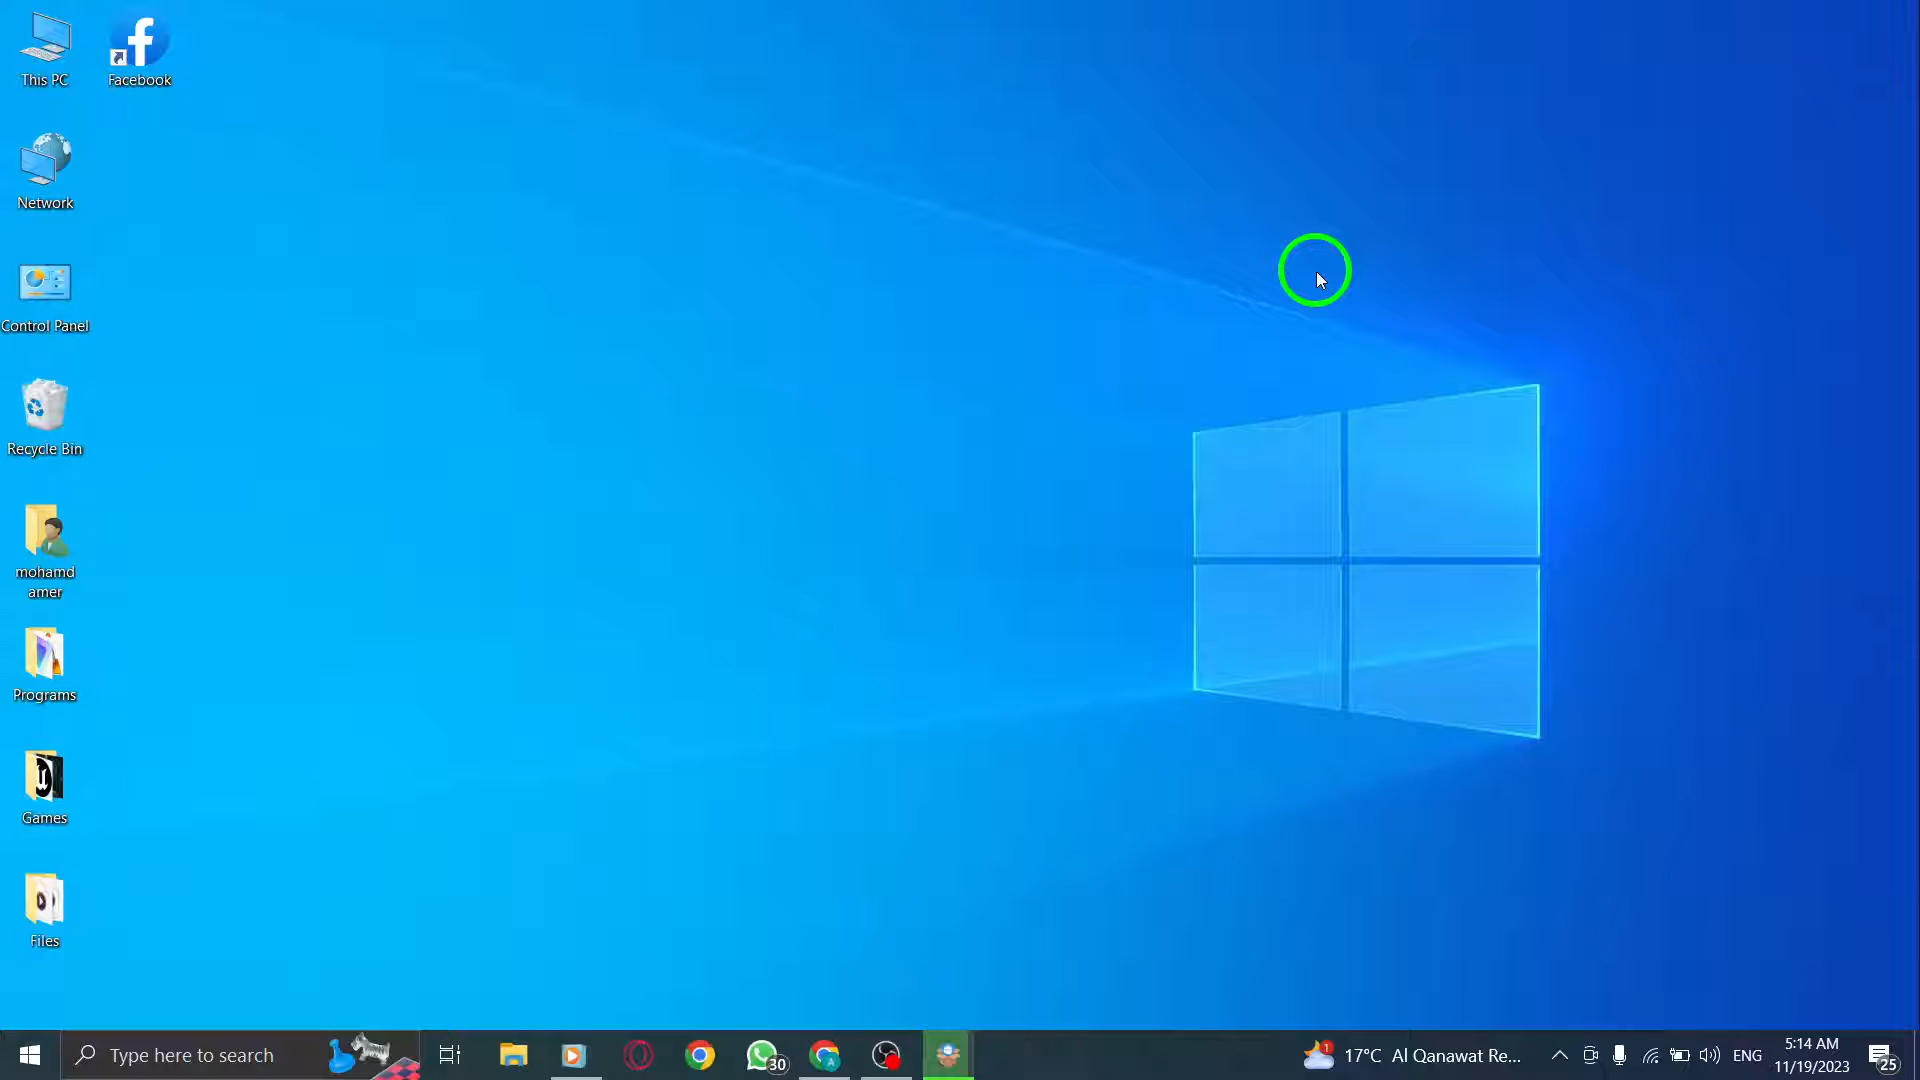 This PC
Facebook
Network
Control Panel
Recycle Bin
mohamd
amer
Programs
Games
Files
Type here to search
30
1
17°C Al Qanawat Re...
ENG
5:14 AM
11/19/2023
25